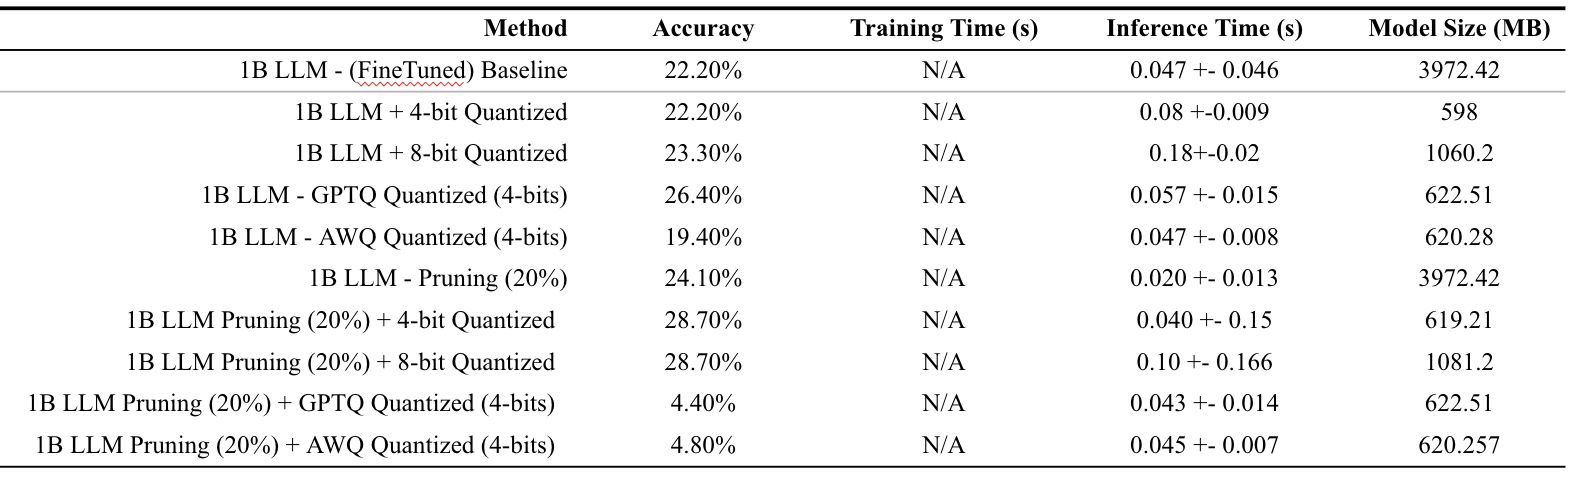 Method Accuracy Training Time (s) Inference Time (s) Model Size (MB)
1B LLM - (FineTuned) Baseline 22.20% N/A 0.047 +- 0.046 3972.42
1B LLM + 4-bit Quantized 22.20% N/A 0.08 +-0.009 598
1B LLM + 8-bit Quantized 23.30% N/A 0.18+-0.02 1060.2
1B LLM - GPTQ Quantized (4-bits) 26.40% N/A 0.057 +- 0.015 622.51
1B LLM - AWQ Quantized (4-bits) 19.40% N/A 0.047 +- 0.008 620.28
1B LLM - Pruning (20%) 24.10% N/A 0.020 +- 0.013 3972.42
1B LLM Pruning (20%) + 4-bit Quantized 28.70% N/A 0.040 +- 0.15 619.21
1B LLM Pruning (20%) + 8-bit Quantized 28.70% N/A 0.10 +- 0.166 1081.2
1B LLM Pruning (20%) + GPTQ Quantized (4-bits) 4.40% N/A 0.043 +- 0.014 622.51
1B LLM Pruning (20%) + AWQ Quantized (4-bits) 4.80% N/A 0.045 +- 0.007 620.257